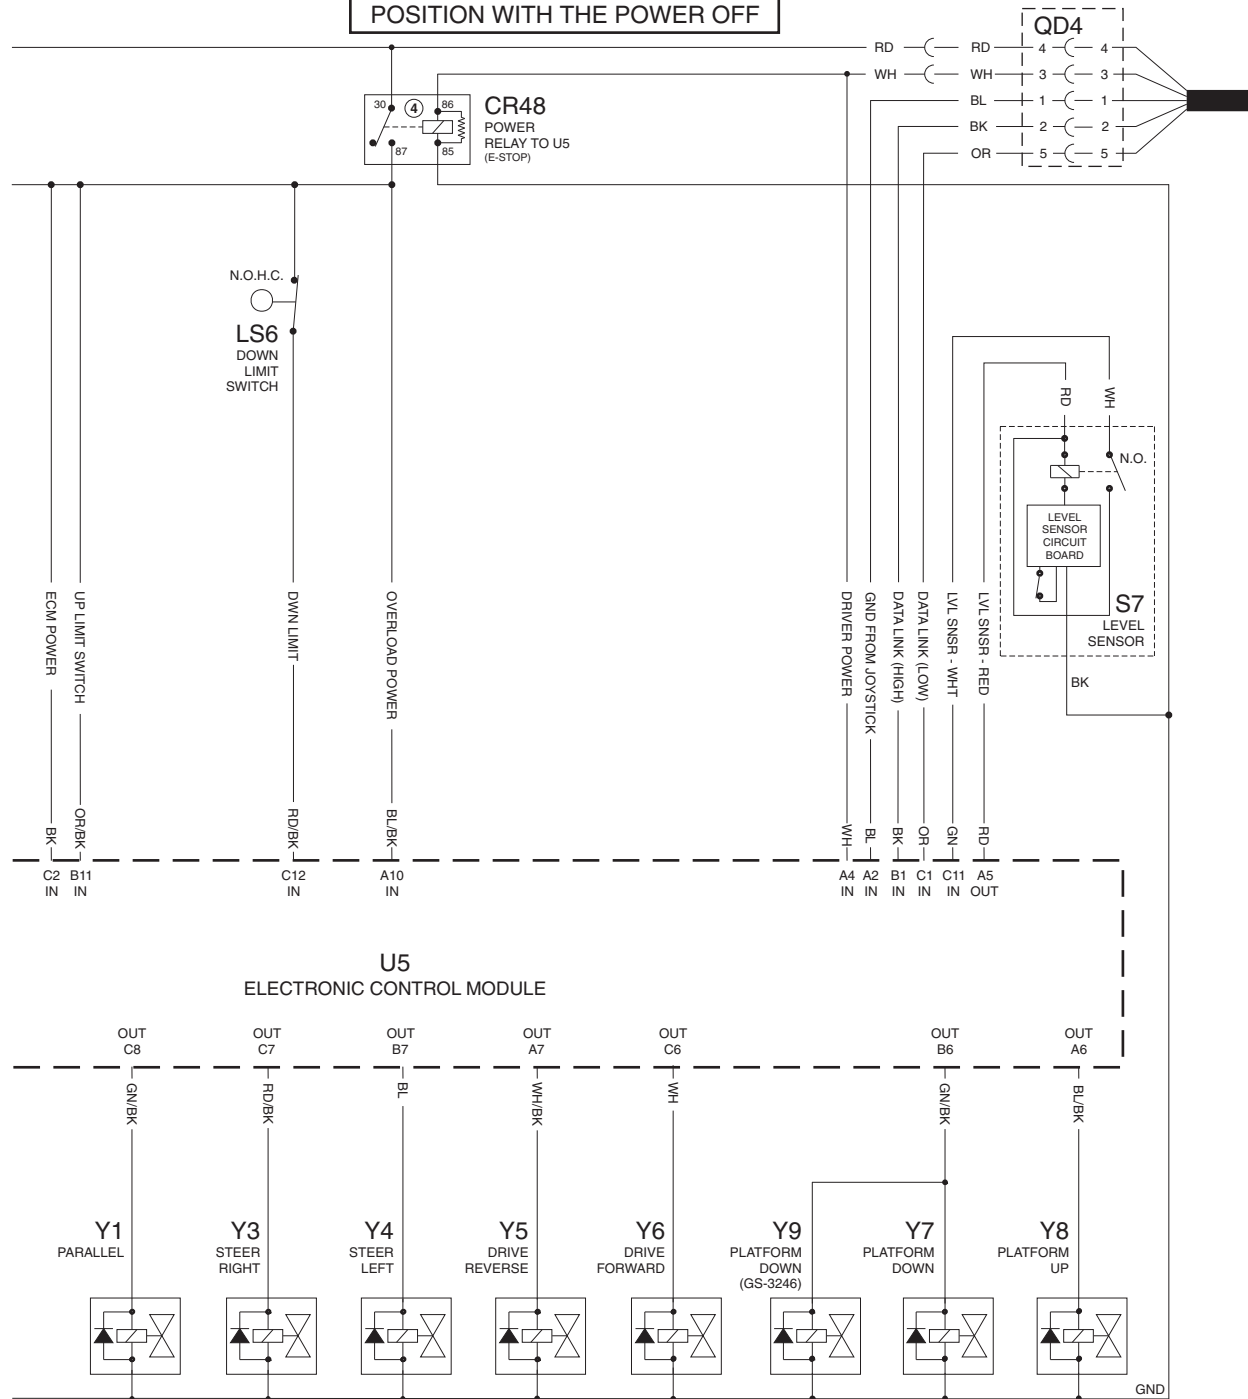 POSITION WITH THE POWER OFF
QD4
RD RD 4 4
WH WH 3 3
BL 1 1
BK 2 2
OR 5 5
30 4 86
87 85
CR48
POWER
RELAY TO U5
(E-STOP)
N.O.H.C.
LS6
DOWN
LIMIT
SWITCH
RD
WH
N.O.
LEVEL
SENSOR
CIRCUIT
BOARD
S7
LEVEL
SENSOR
BK
ECM POWER
UP LIMIT SWITCH
DWN LIMIT
OVERLOAD POWER
DRIVER POWER
GND FROM JOYSTICK
DATA LINK (HIGH)
DATA LINK (LOW)
LVL SNSR - WHT
LVL SNSR - RED
BK
OR/BK
RD/BK
BL/BK
WH
BL
BK
OR
GN
RD
C2 B11 C12 A10 A4 A2 B1 C1 C11 A5
IN IN IN IN IN IN IN IN IN OUT
U5
ELECTRONIC CONTROL MODULE
OUT OUT OUT OUT OUT OUT OUT
C8 C7 B7 A7 C6 B6 A6
GN/BK
RD/BK
BL
WH/BK
WH
GN/BK
BL/BK
Y1
PARALLEL
Y3
STEER
RIGHT
Y4
STEER
LEFT
Y5
DRIVE
REVERSE
Y6
DRIVE
FORWARD
Y9
PLATFORM
DOWN
(GS-3246)
Y7
PLATFORM
DOWN
Y8
PLATFORM
UP
GND